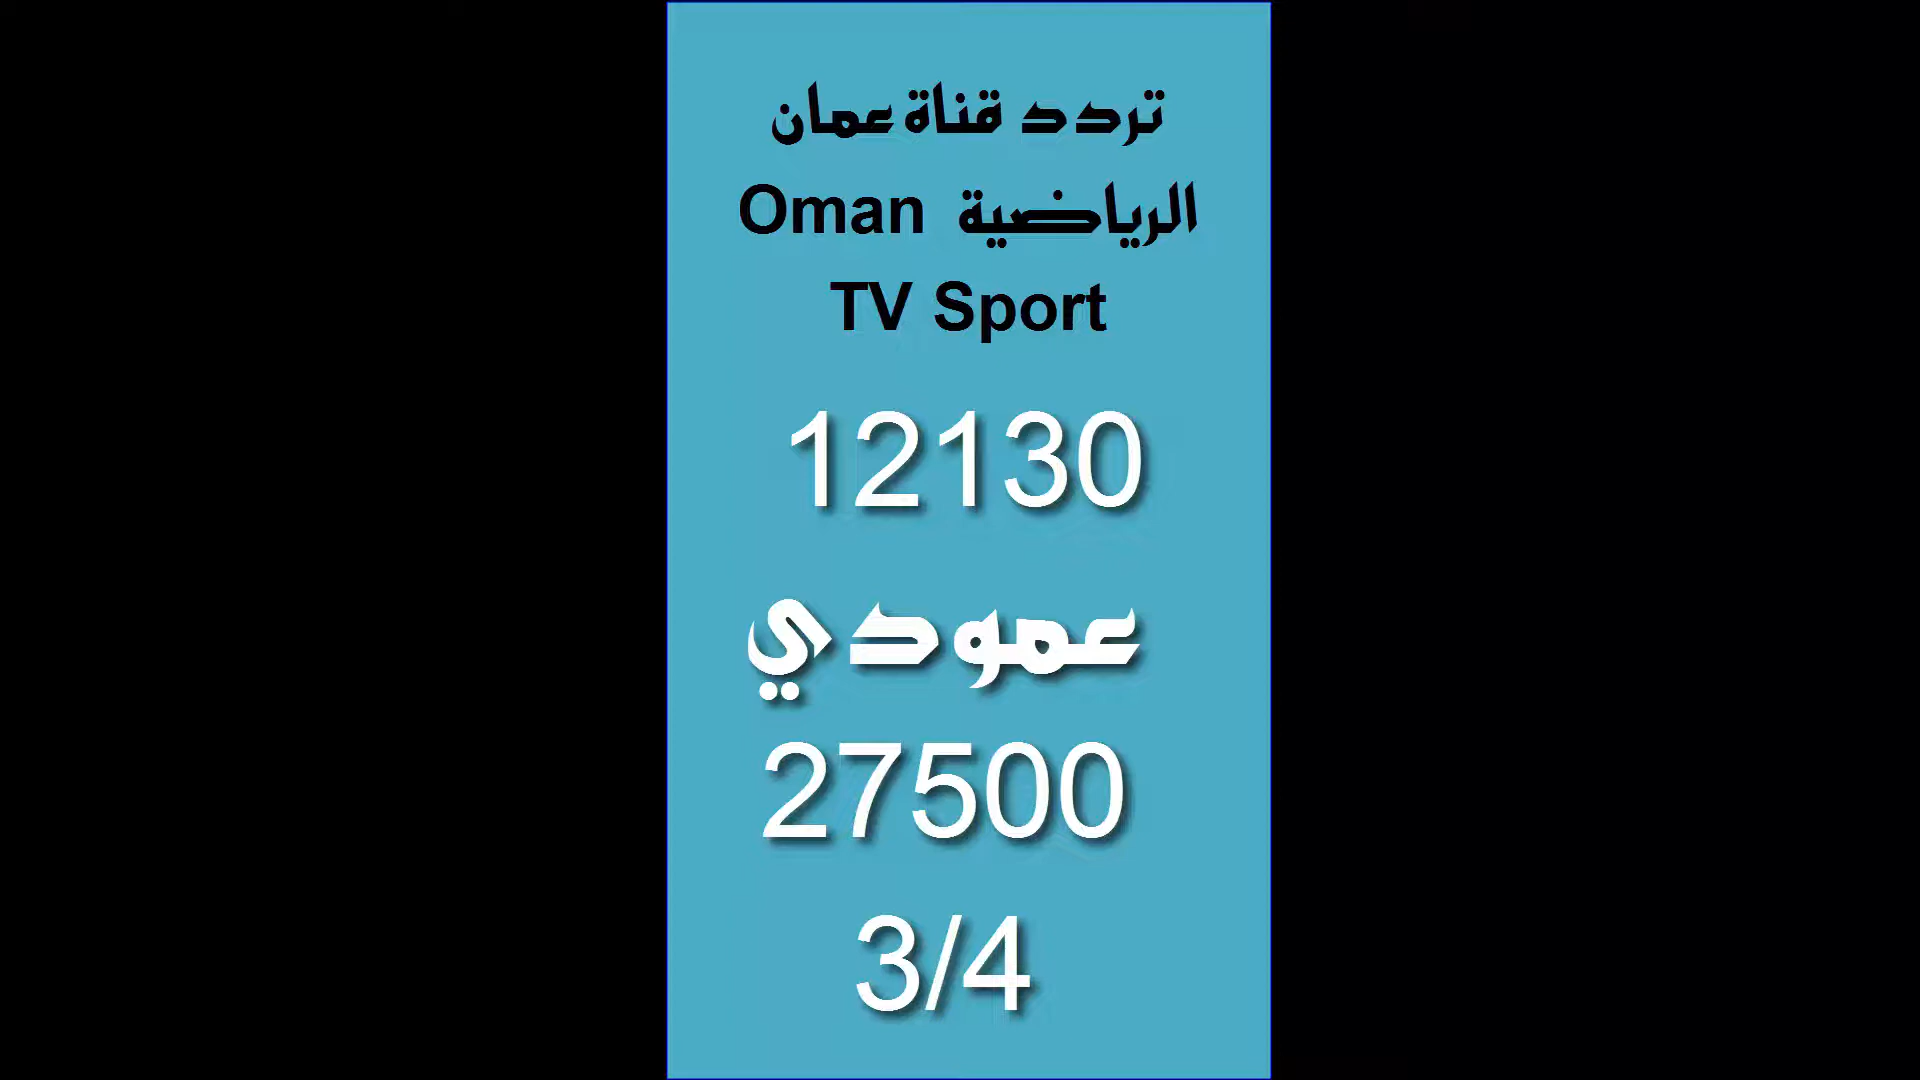 تردد قناة عمان
الرياضية Oman
TV Sport
12130
عمودي
27500
3/4